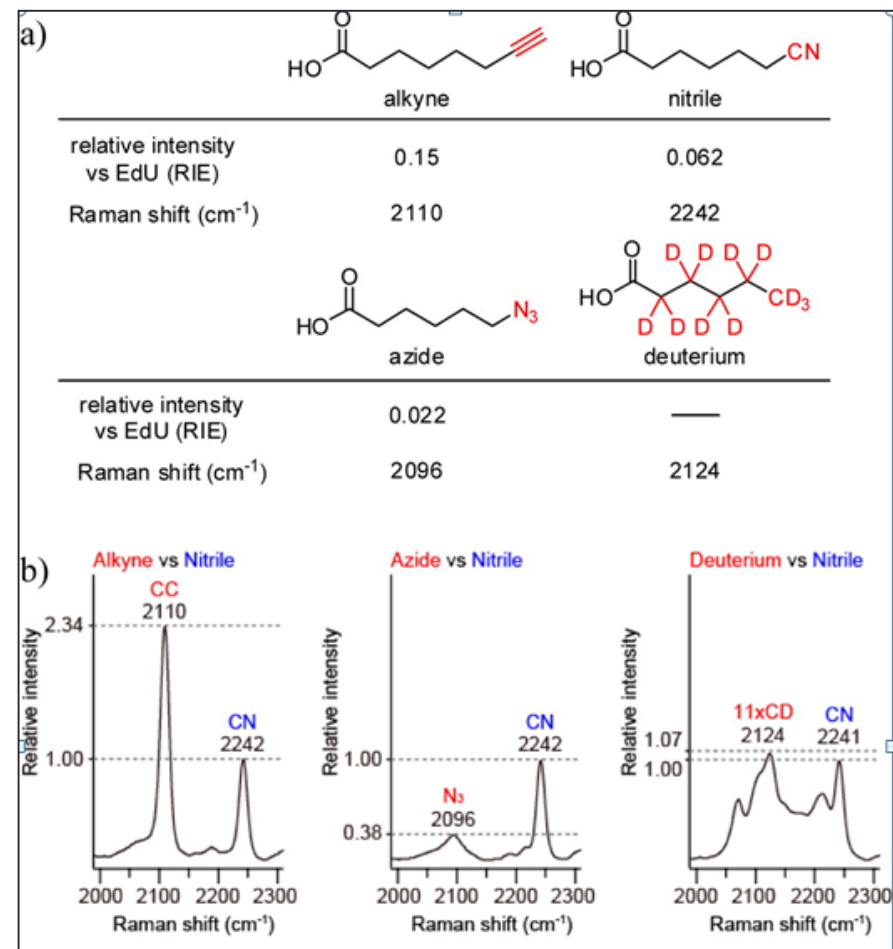 a)
O
HO
alkyne
O
HO
CN
nitrile
relative intensity
vs EdU (RIE)
0.15
0.062
Raman shift (cm⁻¹)
2110
2242
O
HO
N₃
azide
O
HO
D D D D
CD₃
D D D D
deuterium
relative intensity
vs EdU (RIE)
0.022
—
Raman shift (cm⁻¹)
2096
2124
b)
Alkyne vs Nitrile
CC
2110
2.34
CN
2242
1.00
Relative intensity
2000 2100 2200 2300
Raman shift (cm⁻¹)
Azide vs Nitrile
CN
2242
1.00
N₃
2096
0.38
Relative intensity
2000 2100 2200 2300
Raman shift (cm⁻¹)
Deuterium vs Nitrile
11xCD
2124
CN
2241
1.07
1.00
Relative intensity
2000 2100 2200 2300
Raman shift (cm⁻¹)